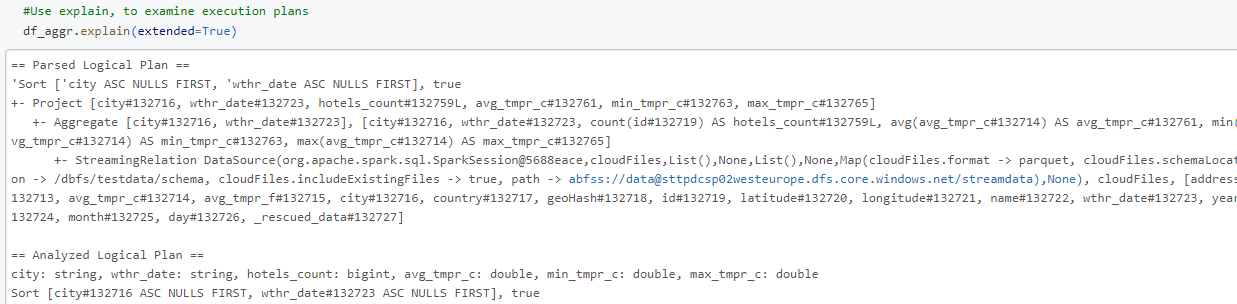 #Use explain, to examine execution plans
df_aggr.explain(extended=True)
== Parsed Logical Plan ==
'Sort ['city ASC NULLS FIRST, 'wthr_date ASC NULLS FIRST], true
+- Project [city#132716, wthr_date#132723, hotels_count#132759L, avg_tmpr_c#132761, min_tmpr_c#132763, max_tmpr_c#132765]
   +- Aggregate [city#132716, wthr_date#132723], [city#132716, wthr_date#132723, count(id#132719) AS hotels_count#132759L, avg(avg_tmpr_c#132714) AS avg_tmpr_c#132761, min(
vg_tmpr_c#132714) AS min_tmpr_c#132763, max(avg_tmpr_c#132714) AS max_tmpr_c#132765]
      +- StreamingRelation DataSource(org.apache.spark.sql.SparkSession@5688eace,cloudFiles,List(),None,List(),None,Map(cloudFiles.format -> parquet, cloudFiles.schemaLocat
on -> /dbfs/testdata/schema, cloudFiles.includeExistingFiles -> true, path -> abfss://data@sttpdcsp02westeurope.dfs.core.windows.net/streamdata),None), cloudFiles, [address
132713, avg_tmpr_c#132714, avg_tmpr_f#132715, city#132716, country#132717, geoHash#132718, id#132719, latitude#132720, longitude#132721, name#132722, wthr_date#132723, year
132724, month#132725, day#132726, _rescued_data#132727]
== Analyzed Logical Plan ==
city: string, wthr_date: string, hotels_count: bigint, avg_tmpr_c: double, min_tmpr_c: double, max_tmpr_c: double
Sort [city#132716 ASC NULLS FIRST, wthr_date#132723 ASC NULLS FIRST], true